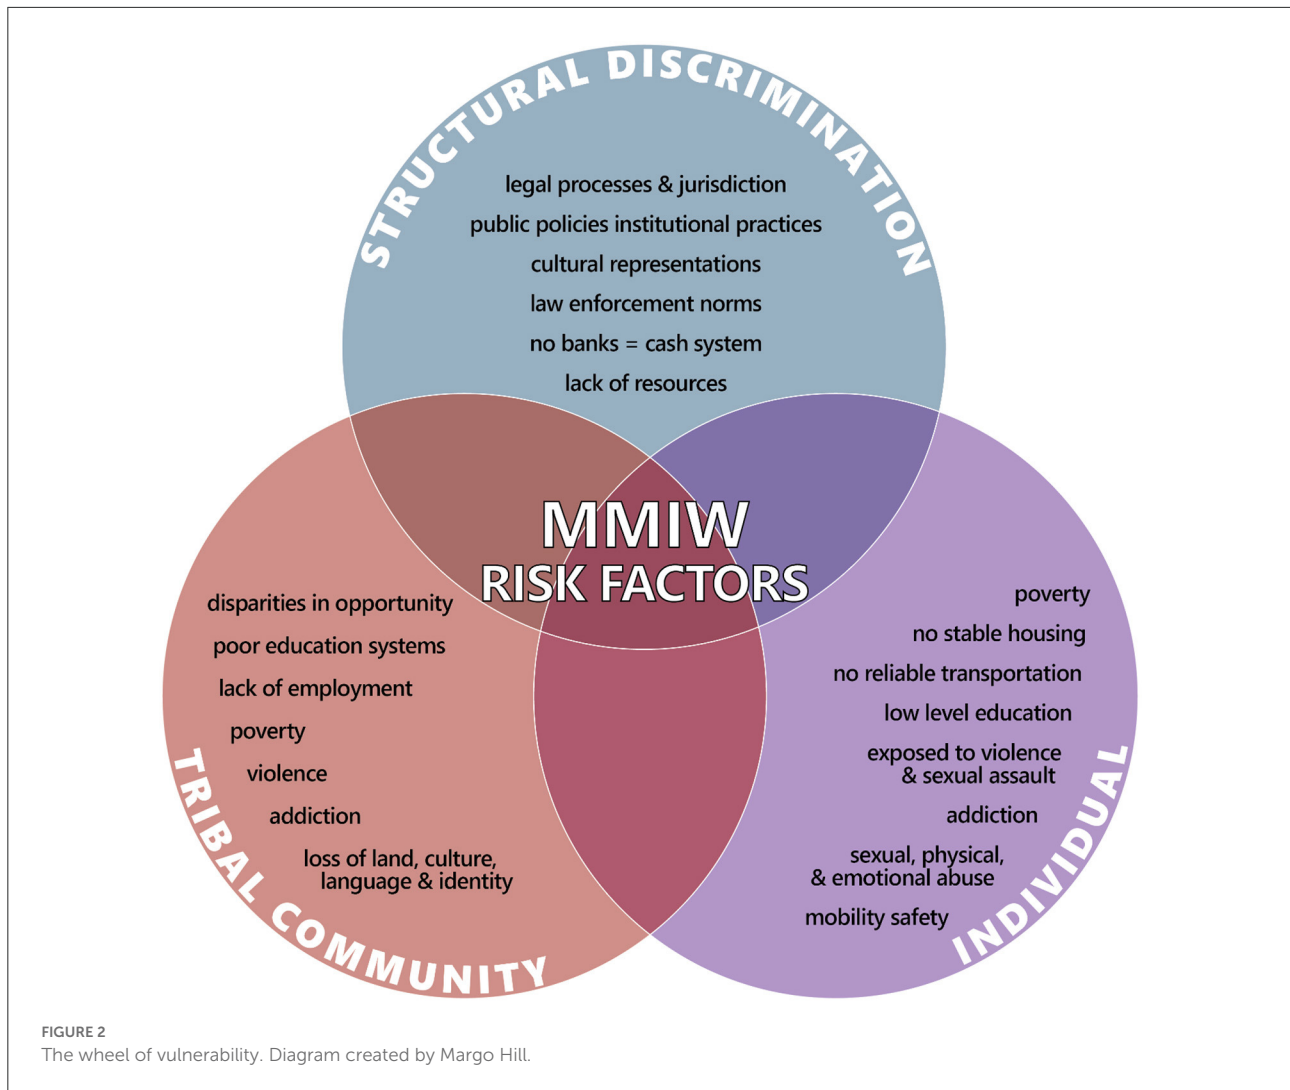 STRUCTURAL DISCRIMINATION
legal processes & jurisdiction
public policies institutional practices
cultural representations
law enforcement norms
no banks = cash system
lack of resources
MMIW
RISK FACTORS
disparities in opportunity
poor education systems
lack of employment
poverty
violence
addiction
loss of land, culture,
language & identity
TRIBAL COMMUNITY
poverty
no stable housing
no reliable transportation
low level education
exposed to violence
& sexual assault
addiction
sexual, physical,
& emotional abuse
mobility safety
INDIVIDUAL
FIGURE 2
The wheel of vulnerability. Diagram created by Margo Hill.